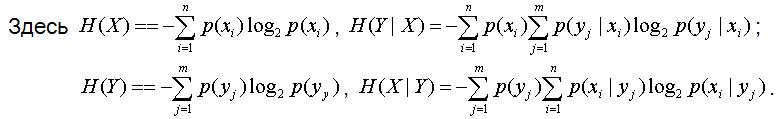 Здесь H(X) == −∑_{i=1}^{n} p(x_i) log_2 p(x_i) , H(Y | X) = −∑_{i=1}^{n} p(x_i) ∑_{j=1}^{m} p(y_j | x_i) log_2 p(y_j | x_i) ;
H(Y) == −∑_{j=1}^{m} p(y_j) log_2 p(y_y) , H(X | Y) = −∑_{j=1}^{m} p(y_j) ∑_{i=1}^{n} p(x_i | y_j) log_2 p(x_i | y_j) .